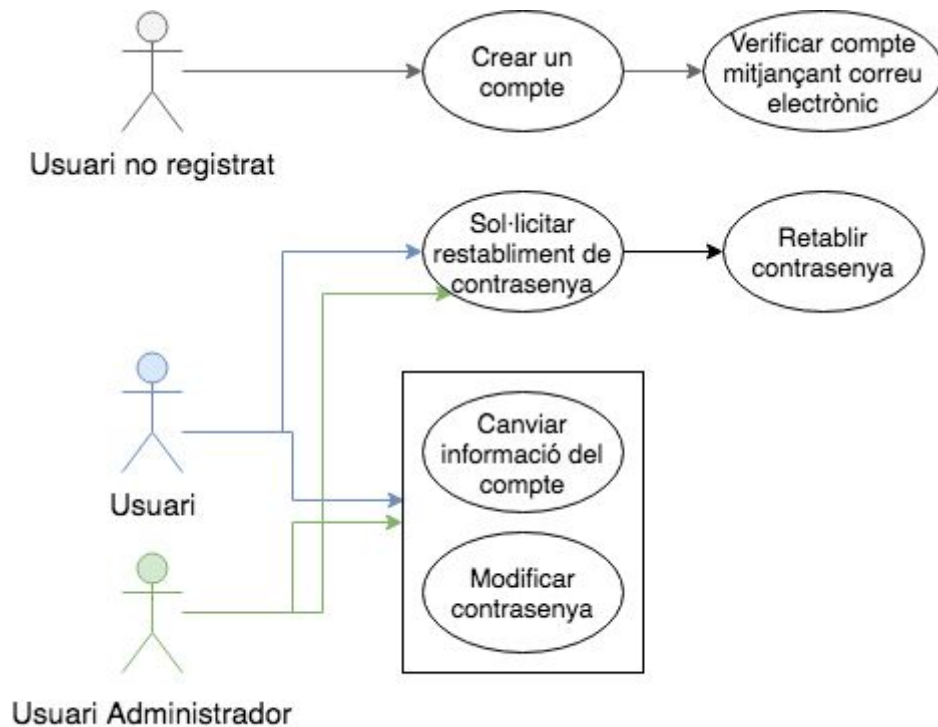 Crear un
compte
Verificar compte
mitjançant correu
electrònic
Usuari no registrat
Sol·licitar
restabliment de
contrasenya
Retablir
contrasenya
Canviar
informació del
compte
Usuari
Modificar
contrasenya
Usuari Administrador